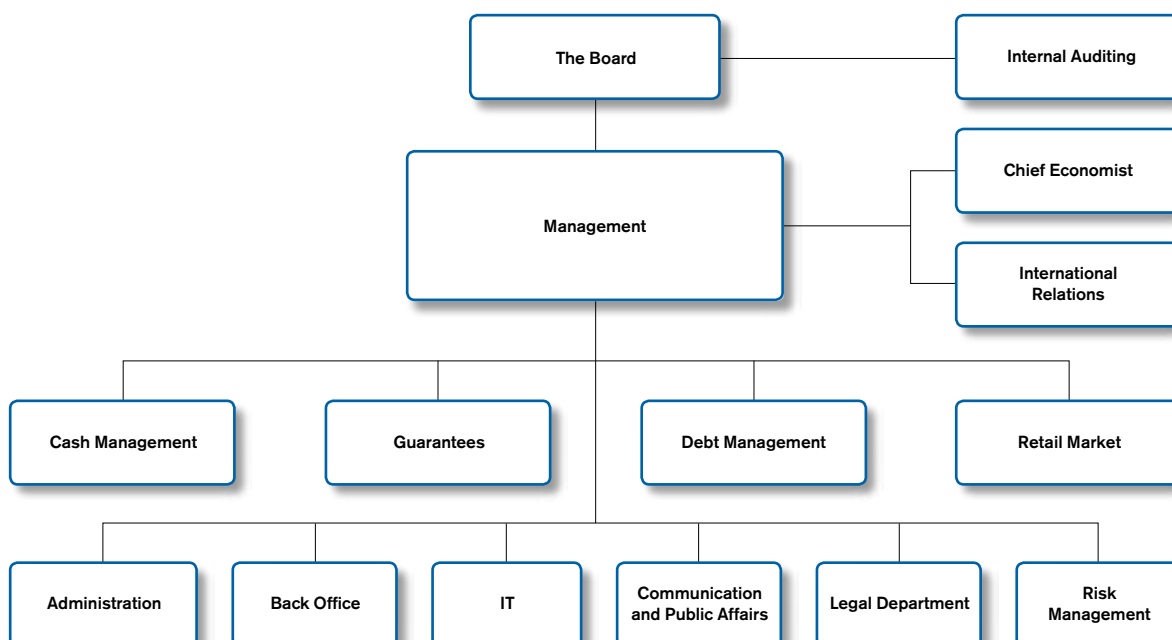 The Board
Internal Auditing
Chief Economist
Management
International
Relations
Cash Management
Guarantees
Debt Management
Retail Market
Administration
Back Office
IT
Communication
and Public Affairs
Legal Department
Risk
Management